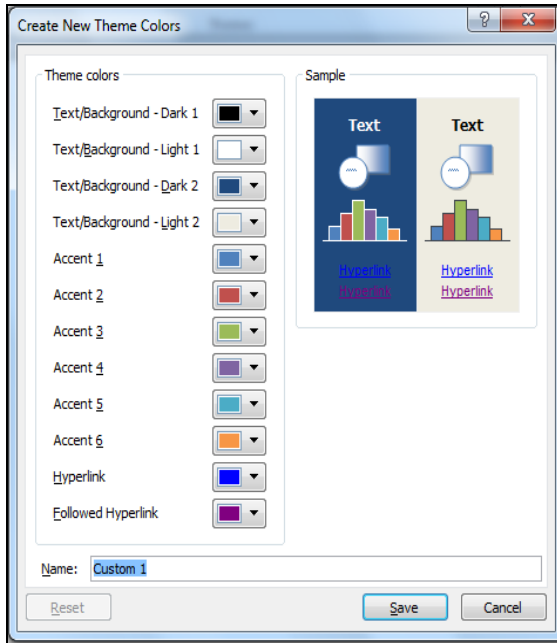 Create New Theme Colors
Theme colors
Text/Background - Dark 1
Text/Background - Light 1
Text/Background - Dark 2
Text/Background - Light 2
Accent 1
Accent 2
Accent 3
Accent 4
Accent 5
Accent 6
Hyperlink
Followed Hyperlink
Sample
Text Text
Hyperlink Hyperlink
Hyperlink Hyperlink
Name: Custom 1
Reset Save Cancel